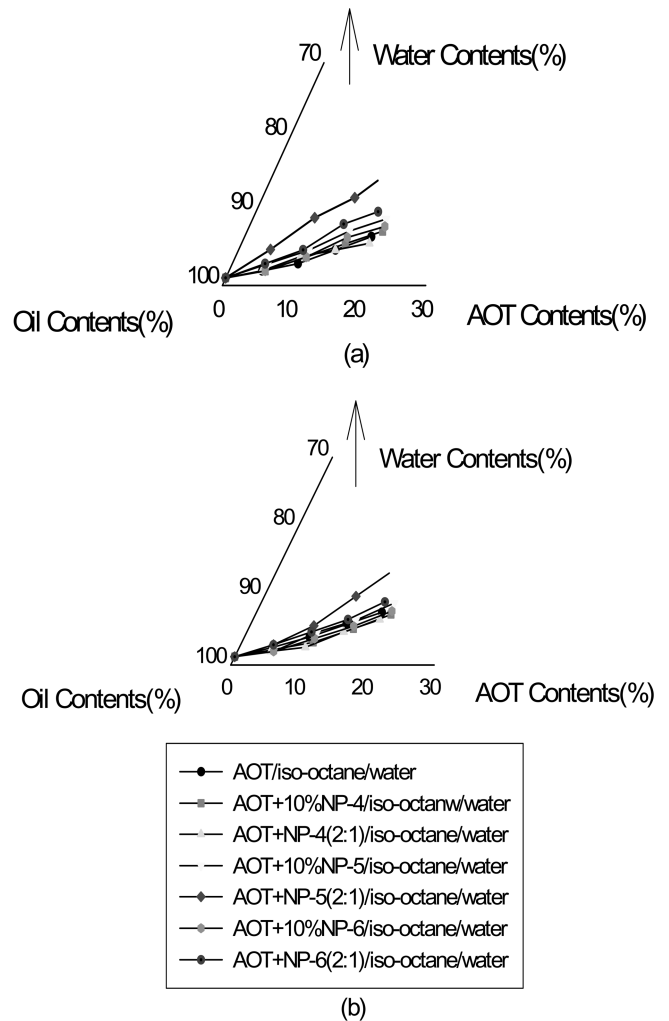 70
Water Contents(%)
80
90
100
0 10 20 30
Oil Contents(%)
AOT Contents(%)
(a)
70
Water Contents(%)
80
90
100
0 10 20 30
Oil Contents(%)
AOT Contents(%)
AOT/iso-octane/water
AOT+10%NP-4/iso-octanw/water
AOT+NP-4(2:1)/iso-octane/water
AOT+10%NP-5/iso-octane/water
AOT+NP-5(2:1)/iso-octane/water
AOT+10%NP-6/iso-octane/water
AOT+NP-6(2:1)/iso-octane/water
(b)